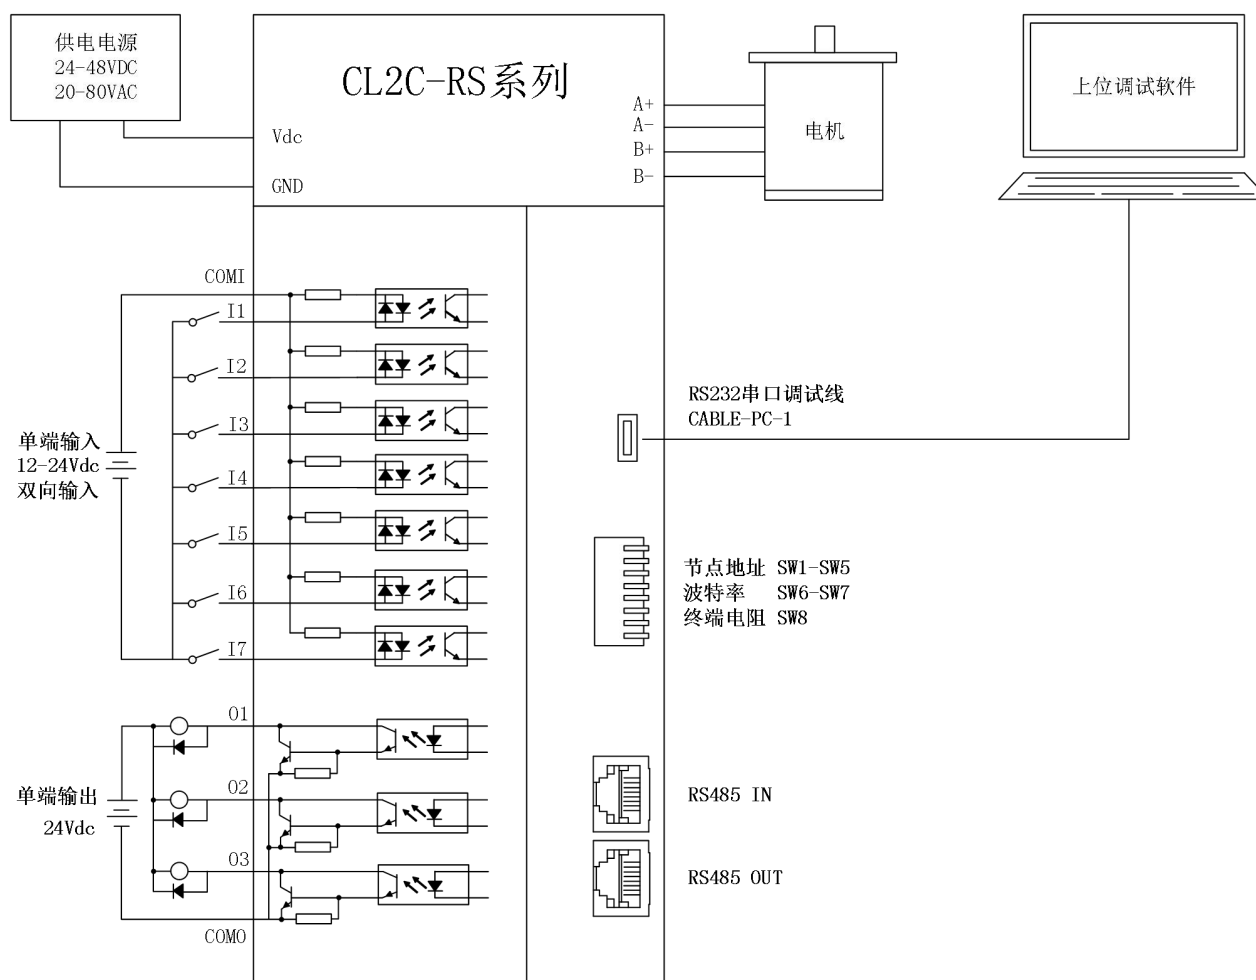 供电电源
24-48VDC
20-80VAC
CL2C-RS系列
Vdc
GND
A+
A-
B+
B-
电机
上位调试软件
COMI
I1
I2
I3
I4
I5
I6
I7
单端输入
12-24Vdc
双向输入
RS232串口调试线
CABLE-PC-1
节点地址 SW1-SW5
波特率 SW6-SW7
终端电阻 SW8
O1
O2
O3
单端输出
24Vdc
COMO
RS485 IN
RS485 OUT